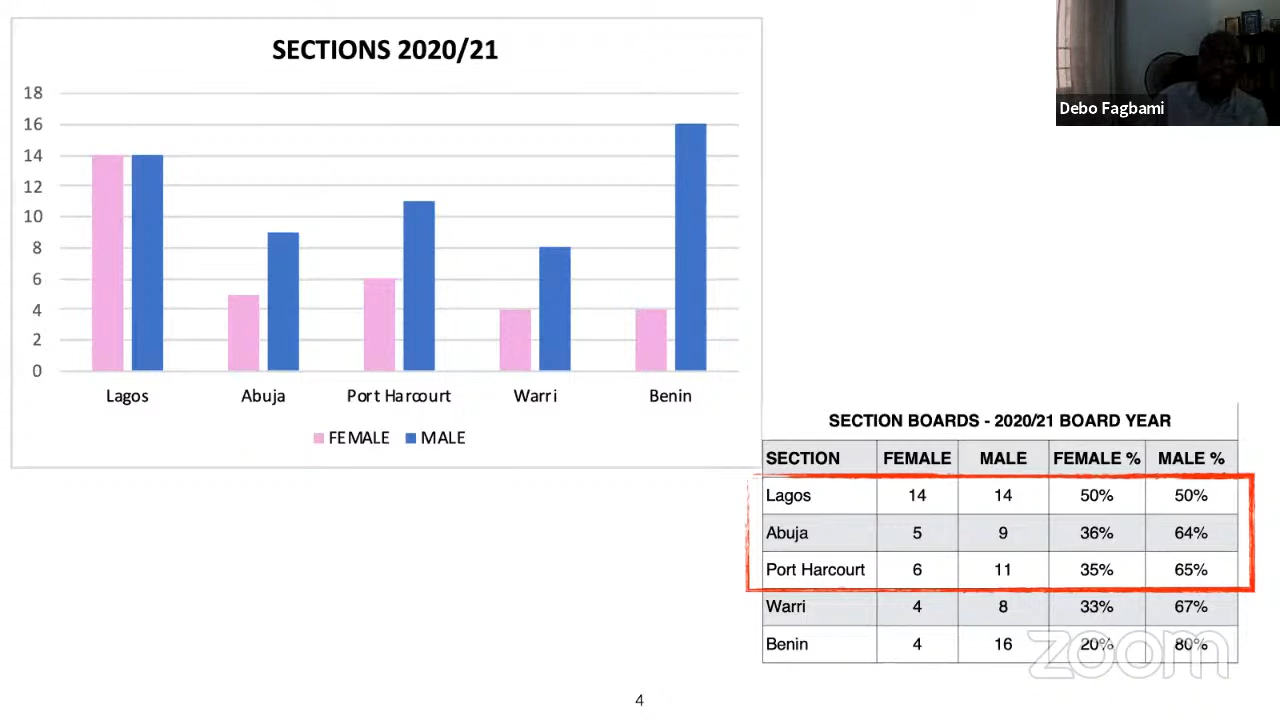 SECTIONS 2020/21
18
16
14
12
10
8
6
4
2
0
Lagos Abuja Port Harcourt Warri Benin
FEMALE MALE
Debo Fagbami
SECTION BOARDS - 2020/21 BOARD YEAR
SECTION FEMALE MALE FEMALE % MALE %
Lagos 14 14 50% 50%
Abuja 5 9 36% 64%
Port Harcourt 6 11 35% 65%
Warri 4 8 33% 67%
Benin 4 16 20% 80%
zoom
4